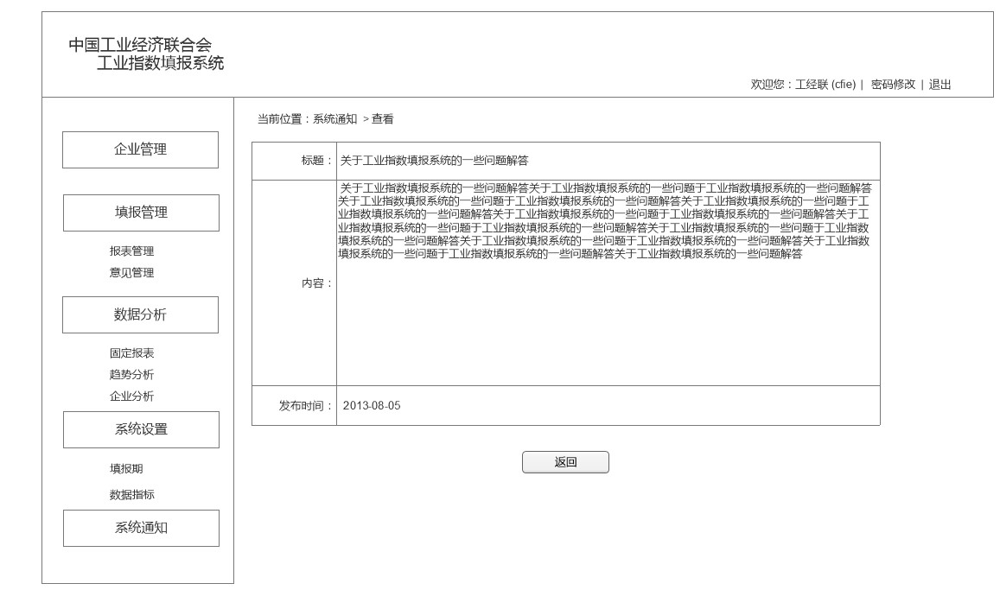 中国工业经济联合会
工业指数填报系统
欢迎您：工经联 (cfie) | 密码修改 | 退出
当前位置：系统通知 > 查看
企业管理
填报管理
报表管理
意见管理
数据分析
固定报表
趋势分析
企业分析
系统设置
填报期
数据指标
系统通知
标题： 关于工业指数填报系统的一些问题解答
内容：
关于工业指数填报系统的一些问题解答关于工业指数填报系统的一些问题于工业指数填报系统的一些问题解答
关于工业指数填报系统的一些问题于工业指数填报系统的一些问题解答关于工业指数填报系统的一些问题于工
业指数填报系统的一些问题解答关于工业指数填报系统的一些问题于工业指数填报系统的一些问题解答关于工
业指数填报系统的一些问题于工业指数填报系统的一些问题解答关于工业指数填报系统的一些问题于工业指数
填报系统的一些问题解答关于工业指数填报系统的一些问题于工业指数填报系统的一些问题解答关于工业指数
填报系统的一些问题于工业指数填报系统的一些问题解答关于工业指数填报系统的一些问题解答
发布时间： 2013-08-05
返回